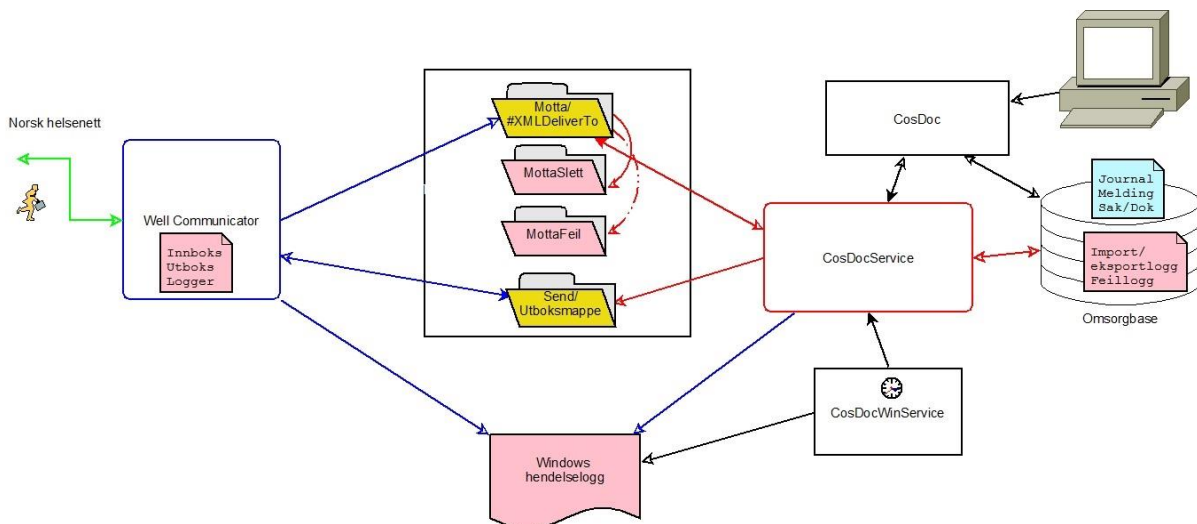 Norsk helsenett
Well Communicator
Innboks
Utboks
Logger
Motta/
#XMLDeliverTo
MottaSlett
MottaFeil
Send/
Utboksmappe
Windows
hendelselogg
CosDoc
CosDocService
CosDocWinService
Journal
Melding
Sak/Dok
Import/
eksportlogg
Feillogg
Omsorgbase